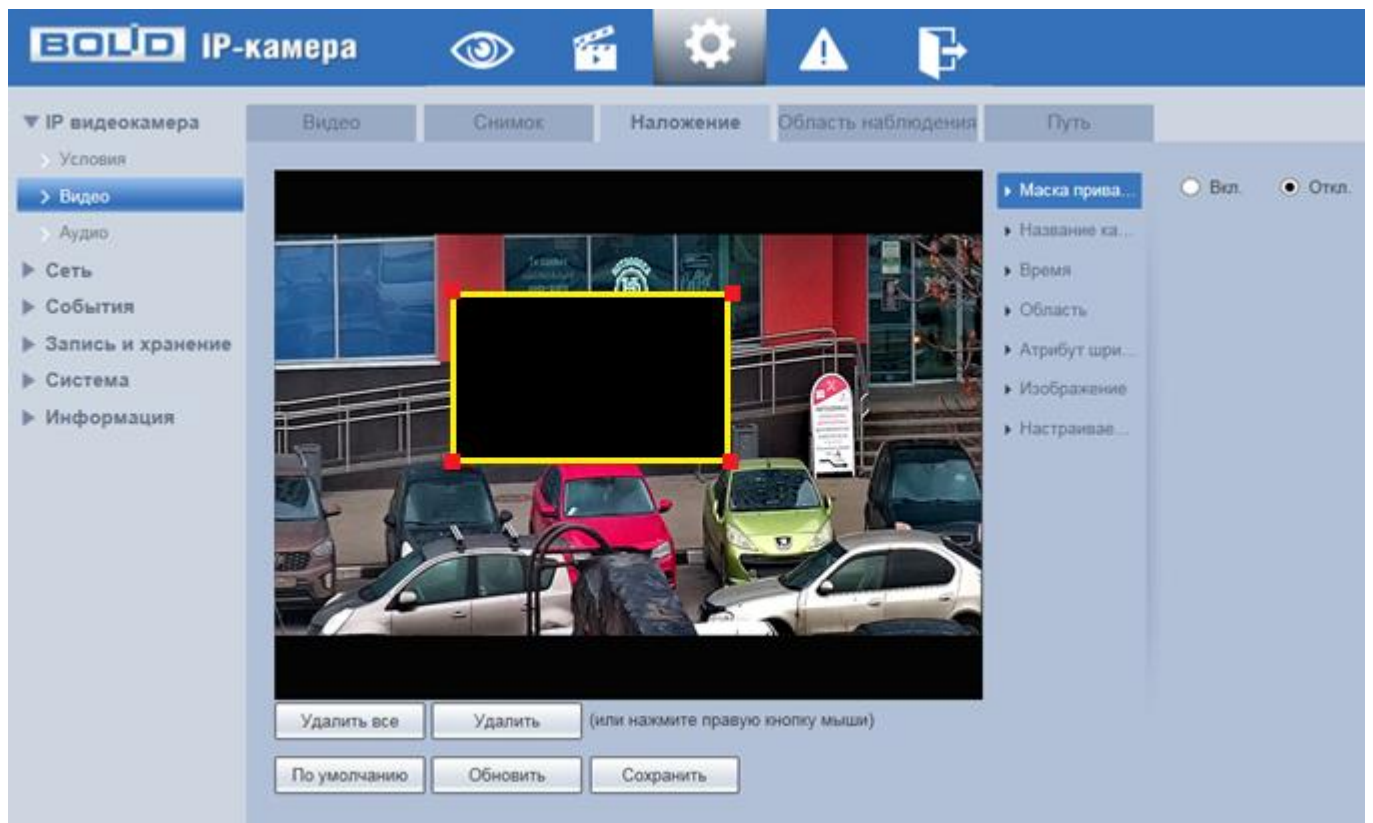 BOLID IP-камера
IP видеокамера
Условия
Видео
Аудио
Сеть
События
Запись и хранение
Система
Информация
Видео Снимок Наложение Область наблюдения Путь
Маска прива...
Название ка...
Время
Область
Атрибут шри...
Изображение
Настраивае...
Вкл. Откл.
Удалить все Удалить (или нажмите правую кнопку мыши)
По умолчанию Обновить Сохранить